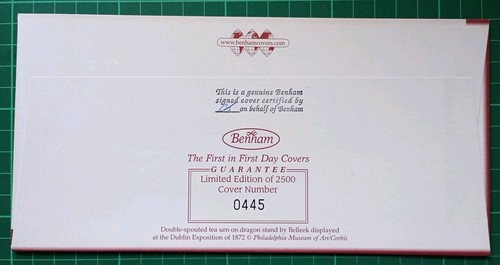 www.benhamcovers.com
This is a genuine Benham
signed cover certified by
on behalf of Benham
Benham
The First in First Day Covers
GUARANTEE
Limited Edition of 2500
Cover Number
0445
Double-spouted tea urn on dragon stand by Belleek displayed
at the Dublin Exposition of 1872 © Philadelphia Museum of Art/Corbis